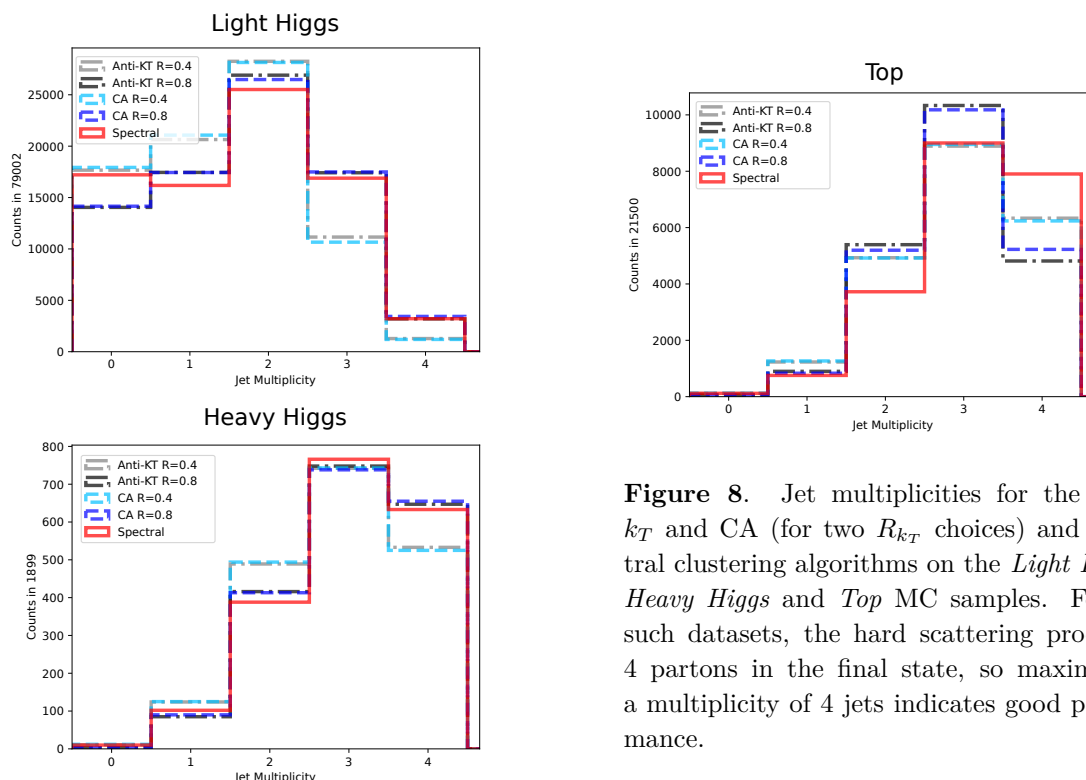 Light Higgs
Counts in 79002
25000
20000
15000
10000
5000
0
Anti-KT R=0.4
Anti-KT R=0.8
CA R=0.4
CA R=0.8
Spectral
0 1 2 3 4
Jet Multiplicity
Heavy Higgs
Counts in 1899
800
700
600
500
400
300
200
100
0
Anti-KT R=0.4
Anti-KT R=0.8
CA R=0.4
CA R=0.8
Spectral
0 1 2 3 4
Jet Multiplicity
Top
Counts in 21500
10000
8000
6000
4000
2000
0
Anti-KT R=0.4
Anti-KT R=0.8
CA R=0.4
CA R=0.8
Spectral
0 1 2 3 4
Jet Multiplicity
Figure 8. Jet multiplicities for the
k_T and CA (for two R_{k_T} choices) and
tral clustering algorithms on the Light
Heavy Higgs and Top MC samples.
such datasets, the hard scattering pro
4 partons in the final state, so maxim
a multiplicity of 4 jets indicates good p
mance.